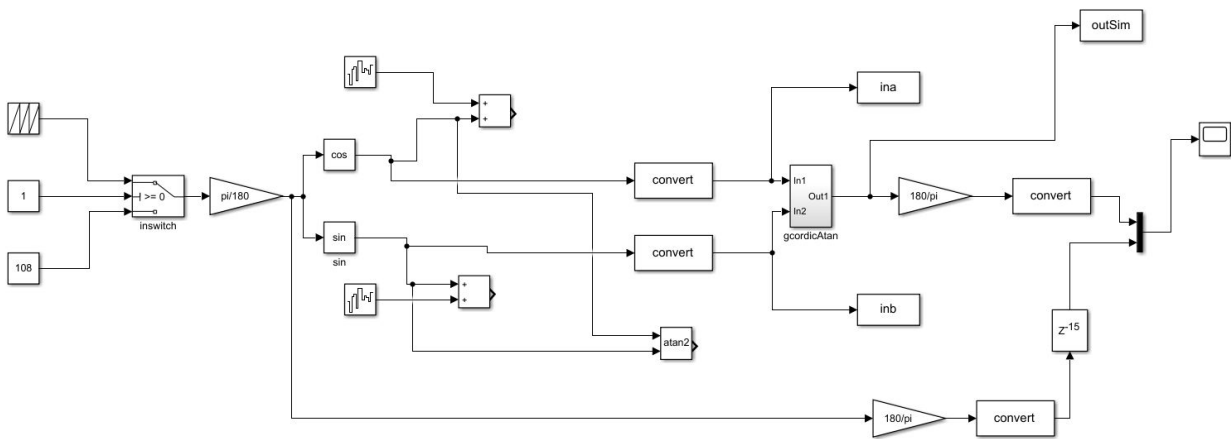 outSim
ina
+
+
cos
convert
1
>= 0
inswitch
pi/180
In1
Out1
In2
gcordicAtan
180/pi
convert
sin
sin
convert
108
+
+
inb
atan2
Z-15
180/pi
convert